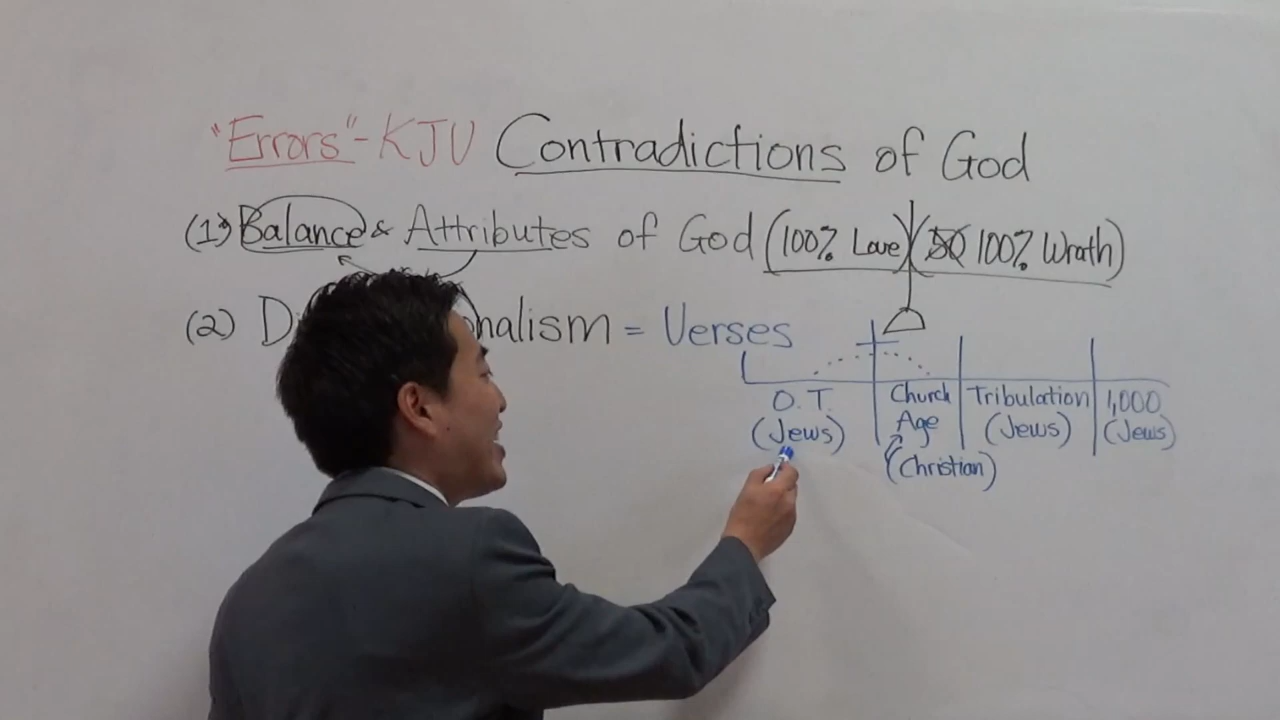 "Errors"-KJV Contradictions of God
(1) Balance & Attributes of God (100% Love)(50 100% Wrath)
(2) D nalism = Verses
O.T. Church Tribulation 1,000
(Jews) Age (Jews) (Jews)
(Christian)